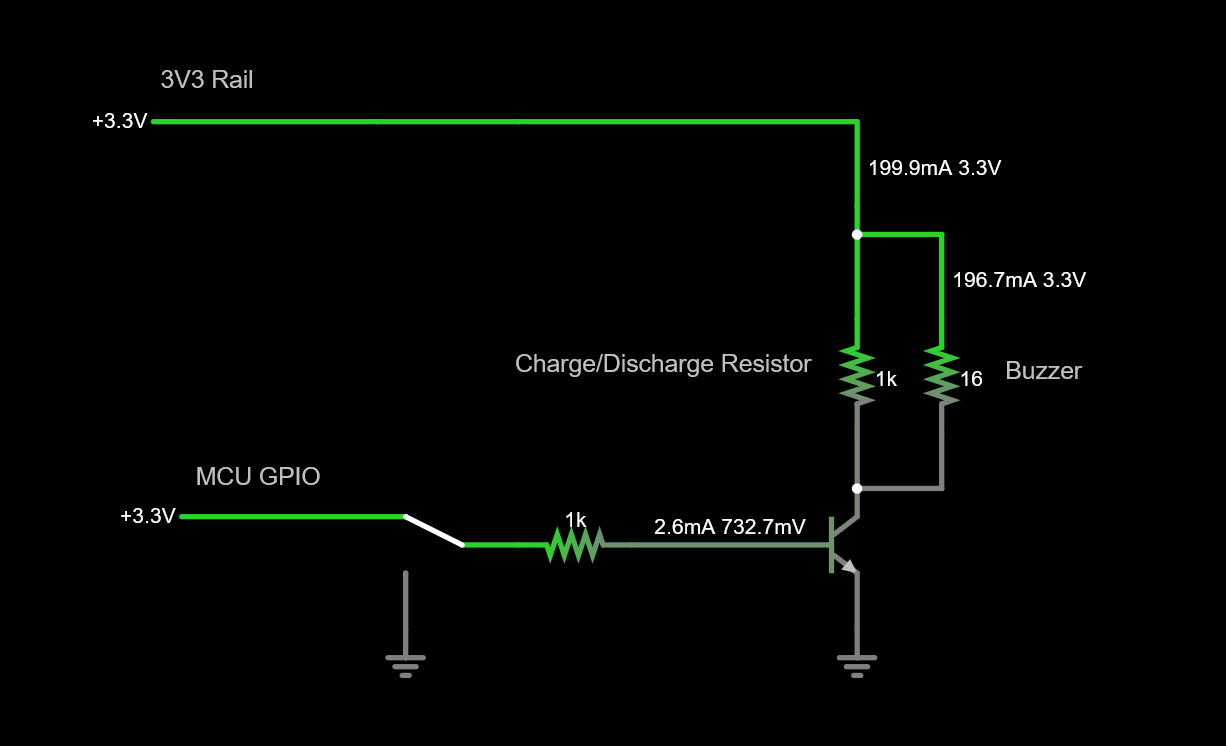 3V3 Rail
+3.3V
199.9mA 3.3V
196.7mA 3.3V
Charge/Discharge Resistor
1k
16
Buzzer
MCU GPIO
+3.3V
1k
2.6mA 732.7mV